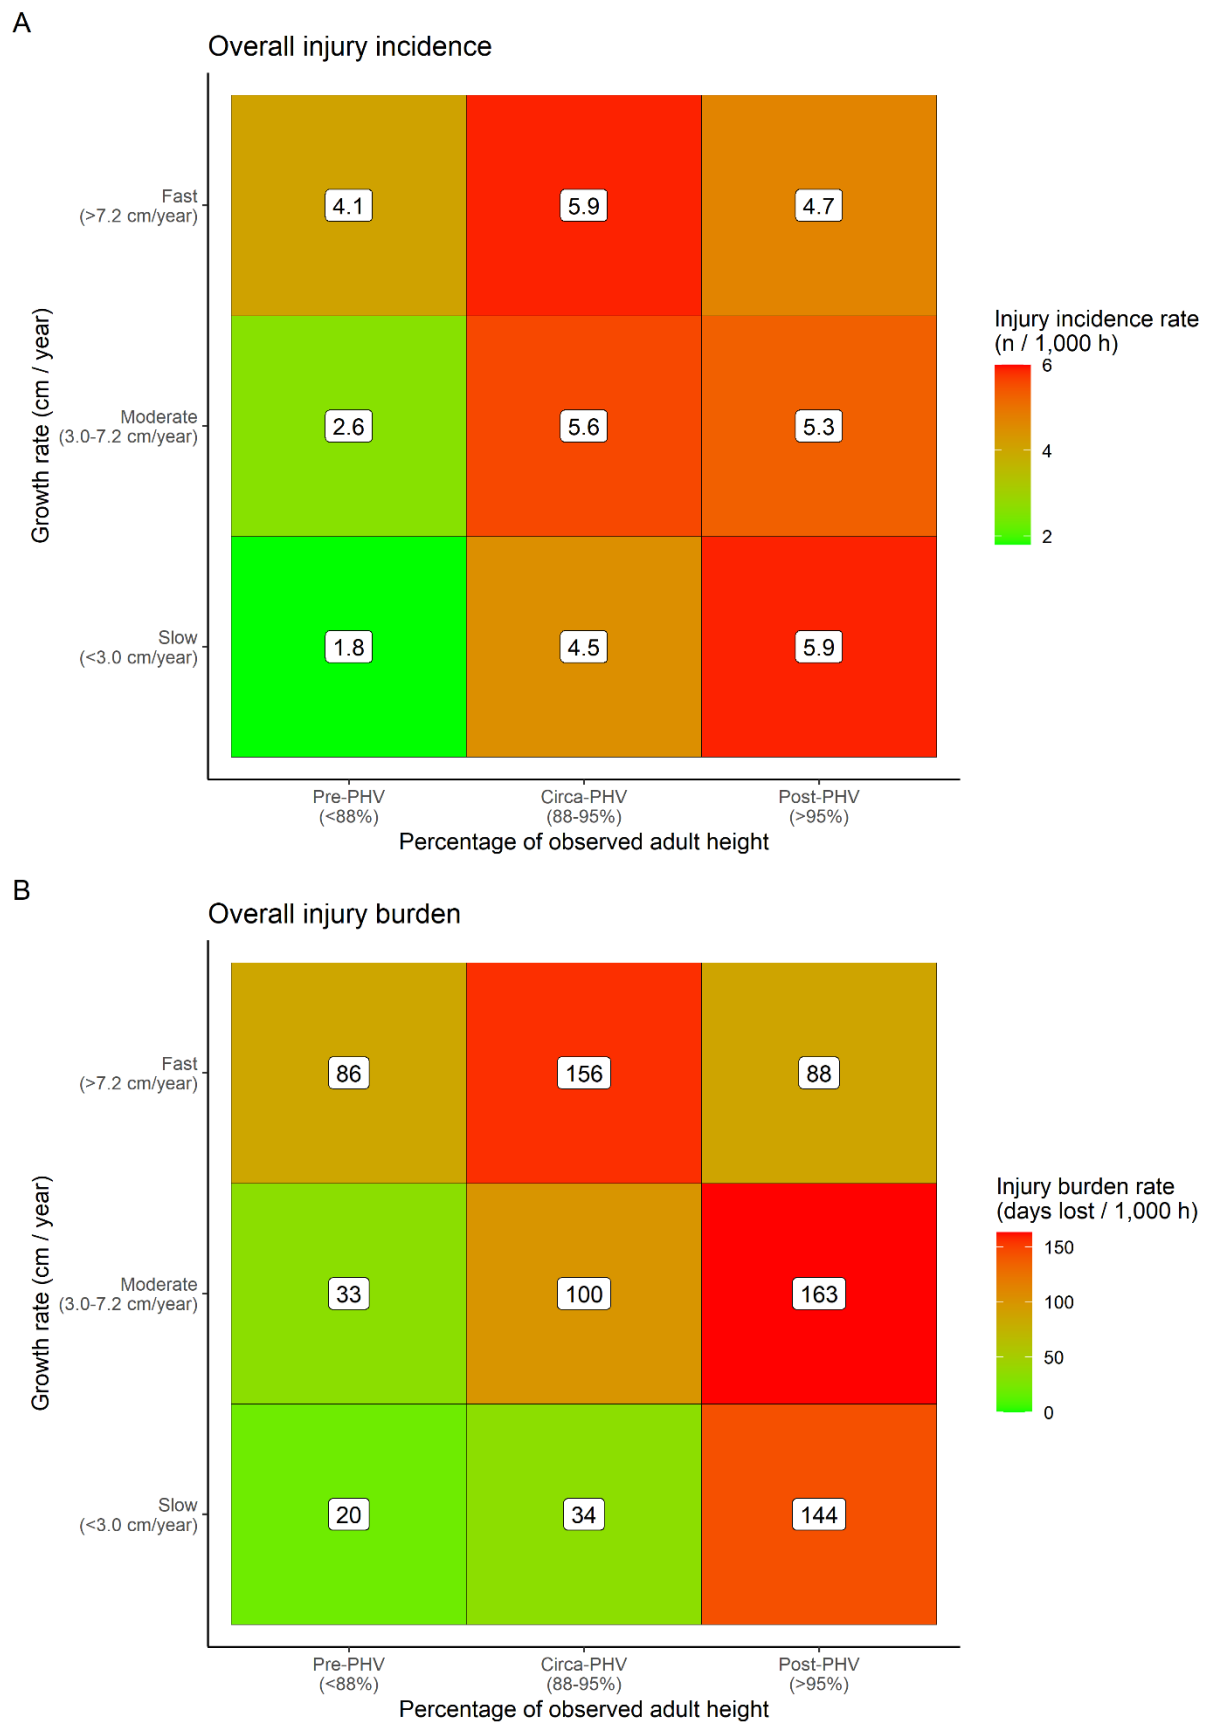 A
Overall injury incidence
Fast
(>7.2 cm/year)
4.1
5.9
4.7
Moderate
(3.0-7.2 cm/year)
2.6
5.6
5.3
Slow
(<3.0 cm/year)
1.8
4.5
5.9
Growth rate (cm / year)
Pre-PHV
(<88%)
Circa-PHV
(88-95%)
Post-PHV
(>95%)
Percentage of observed adult height
Injury incidence rate
(n / 1,000 h)
6
4
2
B
Overall injury burden
Fast
(>7.2 cm/year)
86
156
88
Moderate
(3.0-7.2 cm/year)
33
100
163
Slow
(<3.0 cm/year)
20
34
144
Growth rate (cm / year)
Pre-PHV
(<88%)
Circa-PHV
(88-95%)
Post-PHV
(>95%)
Percentage of observed adult height
Injury burden rate
(days lost / 1,000 h)
150
100
50
0